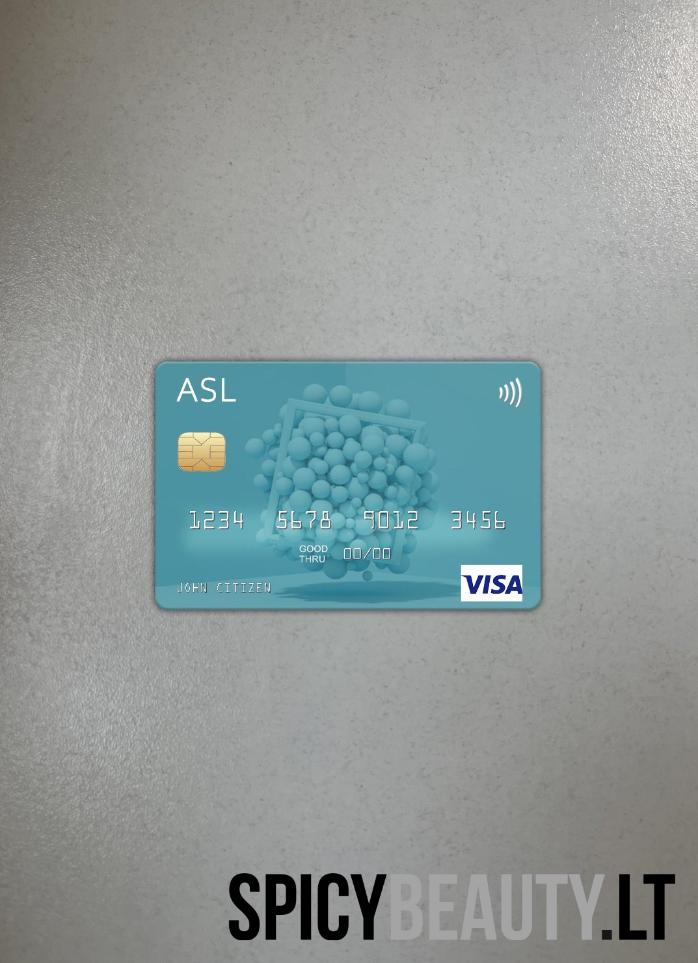 ASL
1234 5678 9012 3456
GOOD
THRU 00/00
JOHN CITIZEN
VISA
SPICYBEAUTY.LT